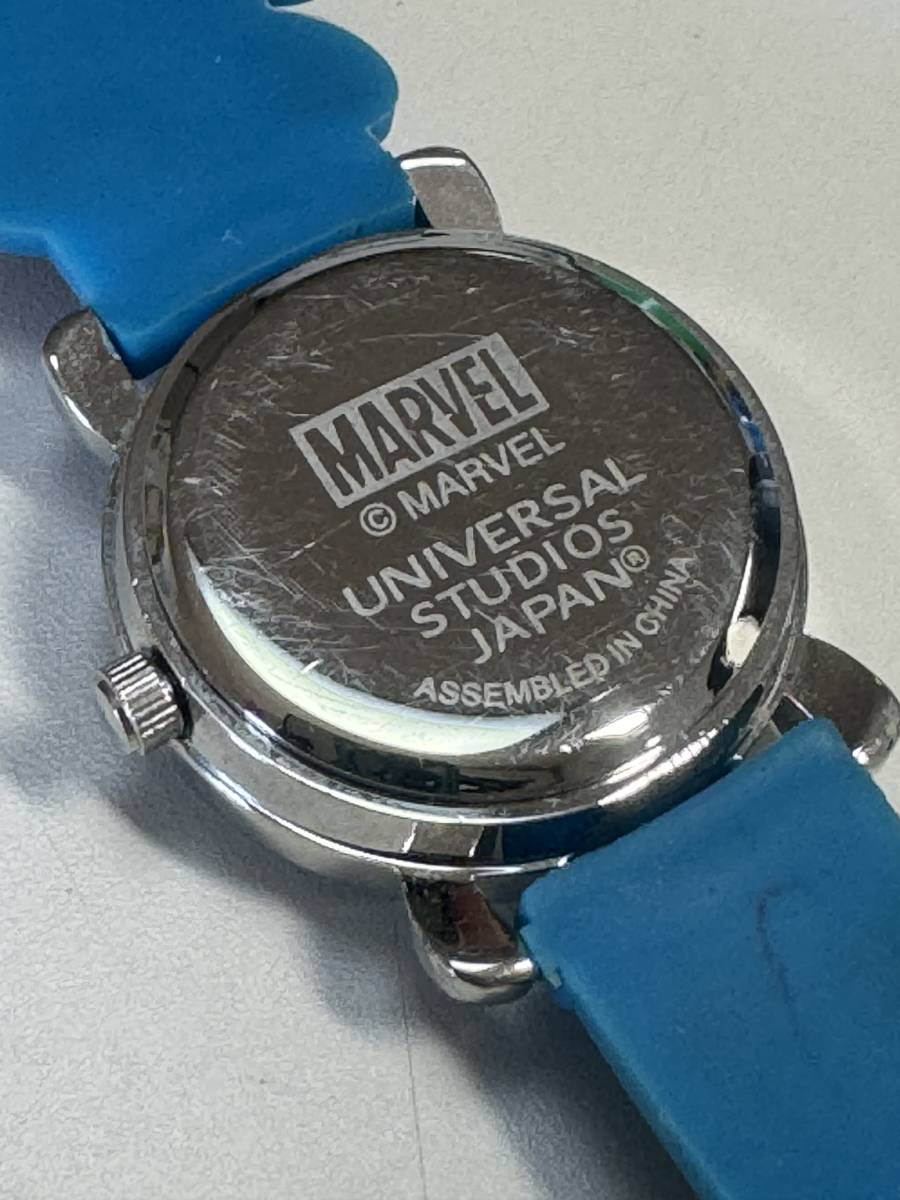 MARVEL
© MARVEL
UNIVERSAL
STUDIOS
JAPAN®
ASSEMBLED IN CHINA